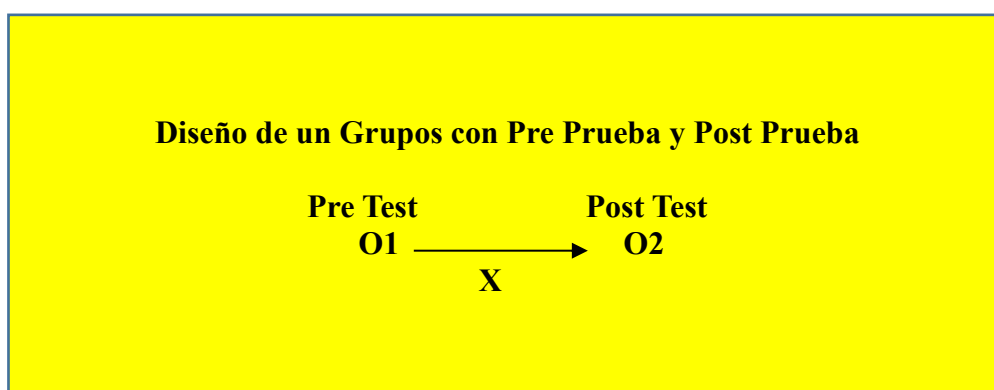 Diseño de un Grupos con Pre Prueba y Post Prueba
Pre Test Post Test
O1 O2
X